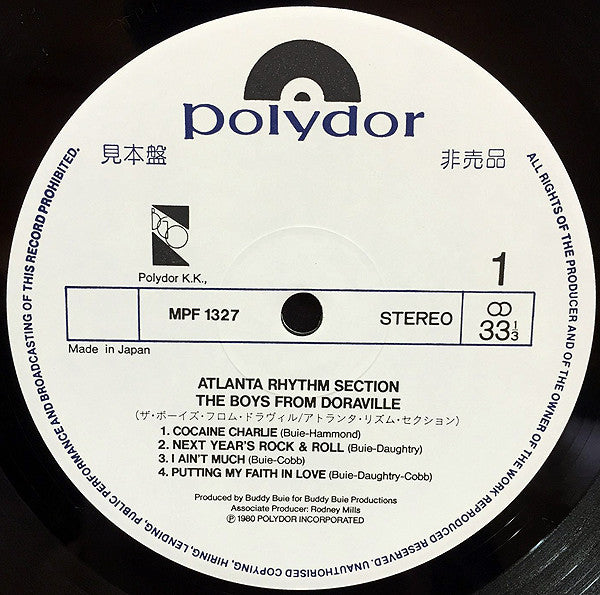 polydor
見本盤
非売品
Polydor K.K.,
1
MPF 1327
STEREO
33 1/3
Made in Japan
ATLANTA RHYTHM SECTION
THE BOYS FROM DORAVILLE
(ザ・ボーイズ・フロム・ドラヴィル/アトランタ・リズム・セクション)
1. COCAINE CHARLIE (Buie-Hammond)
2. NEXT YEAR'S ROCK & ROLL (Buie-Daughtry)
3. I AIN'T MUCH (Buie-Cobb)
4. PUTTING MY FAITH IN LOVE (Buie-Daughtry-Cobb)
Produced by Buddy Buie for Buddy Buie Productions
Associate Producer: Rodney Mills
Ⓟ 1980 POLYDOR INCORPORATED
ALL RIGHTS OF THE PRODUCER AND OF THE OWNER OF THE WORK REPRODUCED RESERVED. UNAUTHORISED COPYING, HIRING, LENDING, PUBLIC PERFORMANCE AND BROADCASTING OF THIS RECORD PROHIBITED.